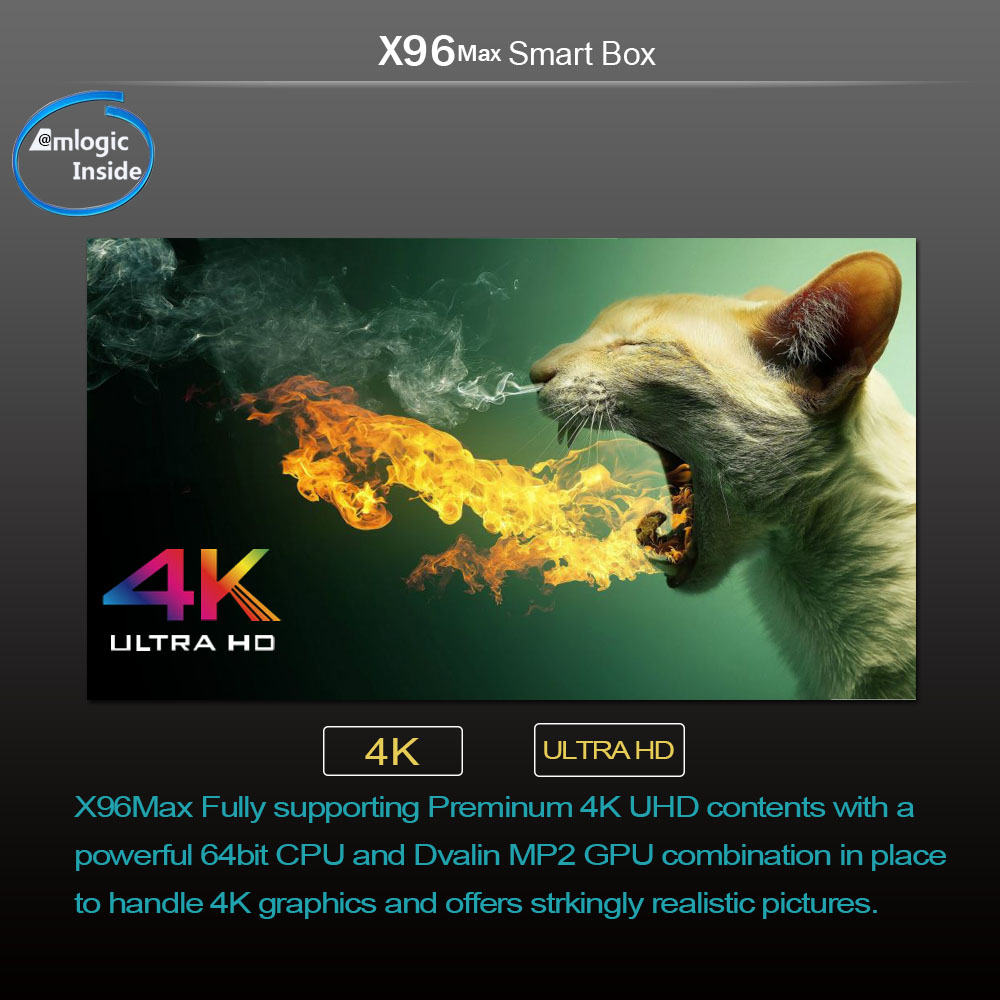 X96Max Smart Box
@mlogic
Inside
4K
ULTRA HD
4K
ULTRA HD
X96Max Fully supporting Preminum 4K UHD contents with a
powerful 64bit CPU and Dvalin MP2 GPU combination in place
to handle 4K graphics and offers strkingly realistic pictures.